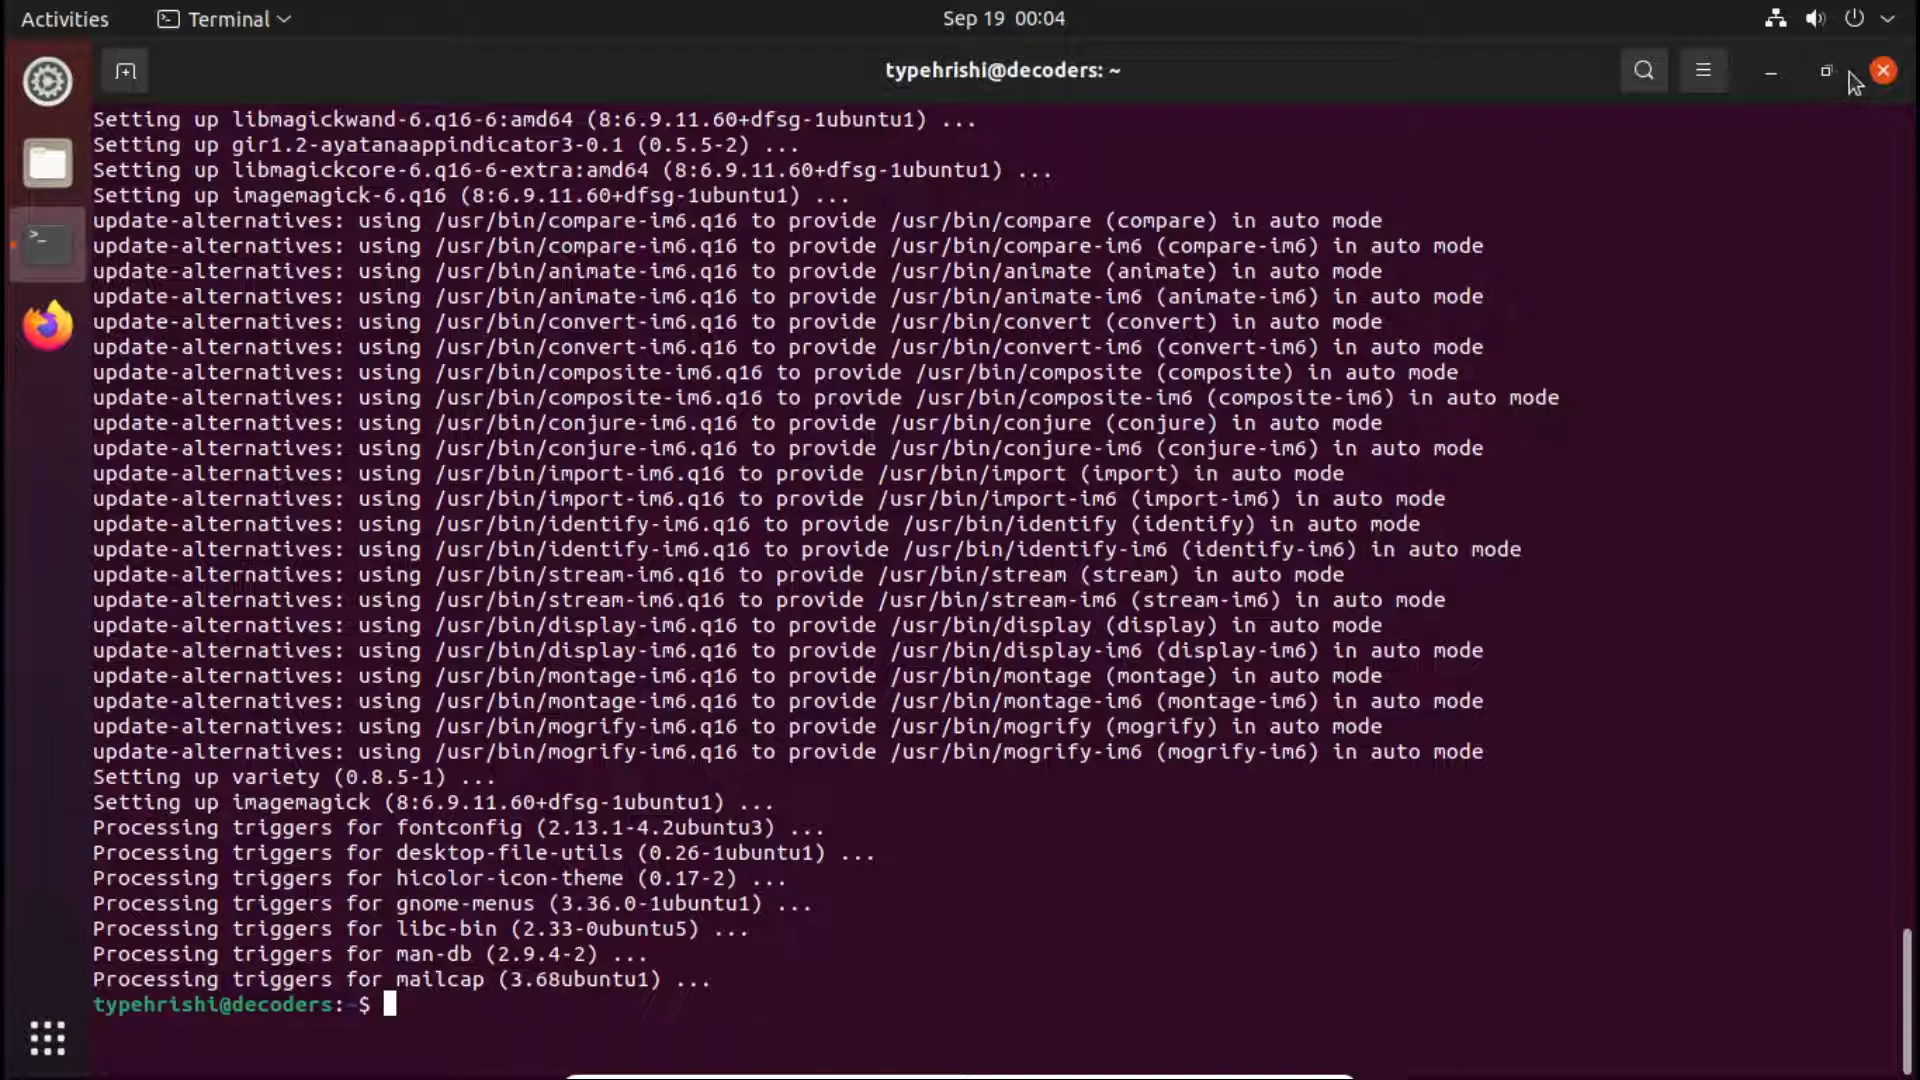 Activities Terminal Sep 19 00:04
typehrishi@decoders: ~
Setting up libmagickwand-6.q16-6:amd64 (8:6.9.11.60+dfsg-1ubuntu1) ...
Setting up gir1.2-ayatanaappindicator3-0.1 (0.5.5-2) ...
Setting up libmagickcore-6.q16-6-extra:amd64 (8:6.9.11.60+dfsg-1ubuntu1) ...
Setting up imagemagick-6.q16 (8:6.9.11.60+dfsg-1ubuntu1) ...
update-alternatives: using /usr/bin/compare-im6.q16 to provide /usr/bin/compare (compare) in auto mode
update-alternatives: using /usr/bin/compare-im6.q16 to provide /usr/bin/compare-im6 (compare-im6) in auto mode
update-alternatives: using /usr/bin/animate-im6.q16 to provide /usr/bin/animate (animate) in auto mode
update-alternatives: using /usr/bin/animate-im6.q16 to provide /usr/bin/animate-im6 (animate-im6) in auto mode
update-alternatives: using /usr/bin/convert-im6.q16 to provide /usr/bin/convert (convert) in auto mode
update-alternatives: using /usr/bin/convert-im6.q16 to provide /usr/bin/convert-im6 (convert-im6) in auto mode
update-alternatives: using /usr/bin/composite-im6.q16 to provide /usr/bin/composite (composite) in auto mode
update-alternatives: using /usr/bin/composite-im6.q16 to provide /usr/bin/composite-im6 (composite-im6) in auto mode
update-alternatives: using /usr/bin/conjure-im6.q16 to provide /usr/bin/conjure (conjure) in auto mode
update-alternatives: using /usr/bin/conjure-im6.q16 to provide /usr/bin/conjure-im6 (conjure-im6) in auto mode
update-alternatives: using /usr/bin/import-im6.q16 to provide /usr/bin/import (import) in auto mode
update-alternatives: using /usr/bin/import-im6.q16 to provide /usr/bin/import-im6 (import-im6) in auto mode
update-alternatives: using /usr/bin/identify-im6.q16 to provide /usr/bin/identify (identify) in auto mode
update-alternatives: using /usr/bin/identify-im6.q16 to provide /usr/bin/identify-im6 (identify-im6) in auto mode
update-alternatives: using /usr/bin/stream-im6.q16 to provide /usr/bin/stream (stream) in auto mode
update-alternatives: using /usr/bin/stream-im6.q16 to provide /usr/bin/stream-im6 (stream-im6) in auto mode
update-alternatives: using /usr/bin/display-im6.q16 to provide /usr/bin/display (display) in auto mode
update-alternatives: using /usr/bin/display-im6.q16 to provide /usr/bin/display-im6 (display-im6) in auto mode
update-alternatives: using /usr/bin/montage-im6.q16 to provide /usr/bin/montage (montage) in auto mode
update-alternatives: using /usr/bin/montage-im6.q16 to provide /usr/bin/montage-im6 (montage-im6) in auto mode
update-alternatives: using /usr/bin/mogrify-im6.q16 to provide /usr/bin/mogrify (mogrify) in auto mode
update-alternatives: using /usr/bin/mogrify-im6.q16 to provide /usr/bin/mogrify-im6 (mogrify-im6) in auto mode
Setting up variety (0.8.5-1) ...
Setting up imagemagick (8:6.9.11.60+dfsg-1ubuntu1) ...
Processing triggers for fontconfig (2.13.1-4.2ubuntu3) ...
Processing triggers for desktop-file-utils (0.26-1ubuntu1) ...
Processing triggers for hicolor-icon-theme (0.17-2) ...
Processing triggers for gnome-menus (3.36.0-1ubuntu1) ...
Processing triggers for libc-bin (2.33-0ubuntu5) ...
Processing triggers for man-db (2.9.4-2) ...
Processing triggers for mailcap (3.68ubuntu1) ...
typehrishi@decoders:~$